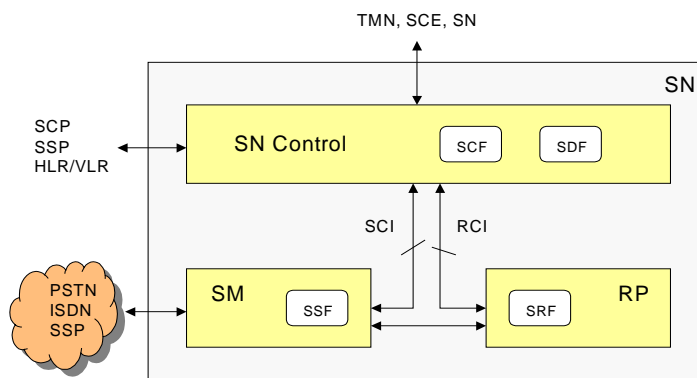 TMN, SCE, SN
SN
SCP
SSP
HLR/VLR
SN Control
SCF
SDF
SCI
RCI
PSTN
ISDN
SSP
SM
SSF
SRF
RP